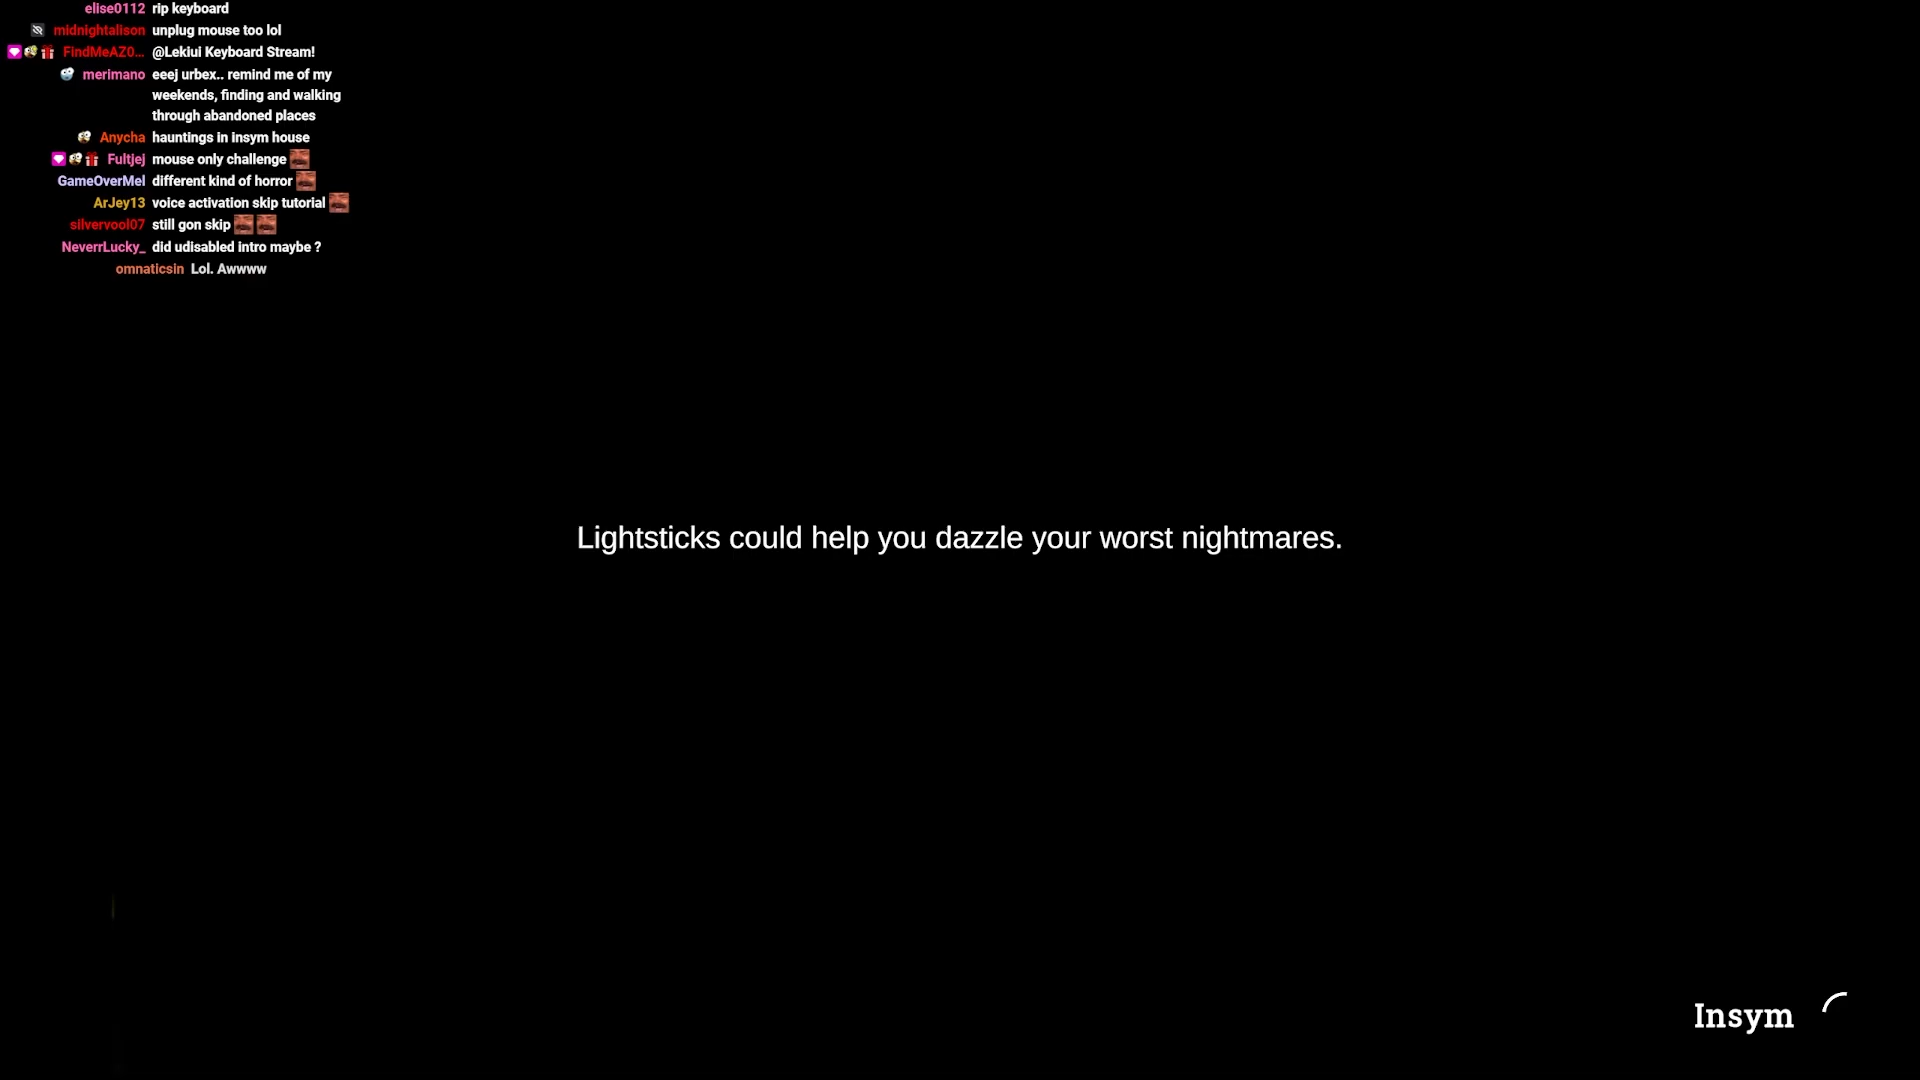 elise0112 rip keyboard
midnightalison unplug mouse too lol
FindMeAZ0... @Lekiui Keyboard Stream!
merimano eeej urbex.. remind me of my
weekends, finding and walking
through abandoned places
Anycha hauntings in insym house
Fultjej mouse only challenge
GameOverMel different kind of horror
ArJey13 voice activation skip tutorial
silvervool07 still gon skip
NeverrLucky_ did udisabled intro maybe ?
omnaticsin Lol. Awwww
Lightsticks could help you dazzle your worst nightmares.
Insym